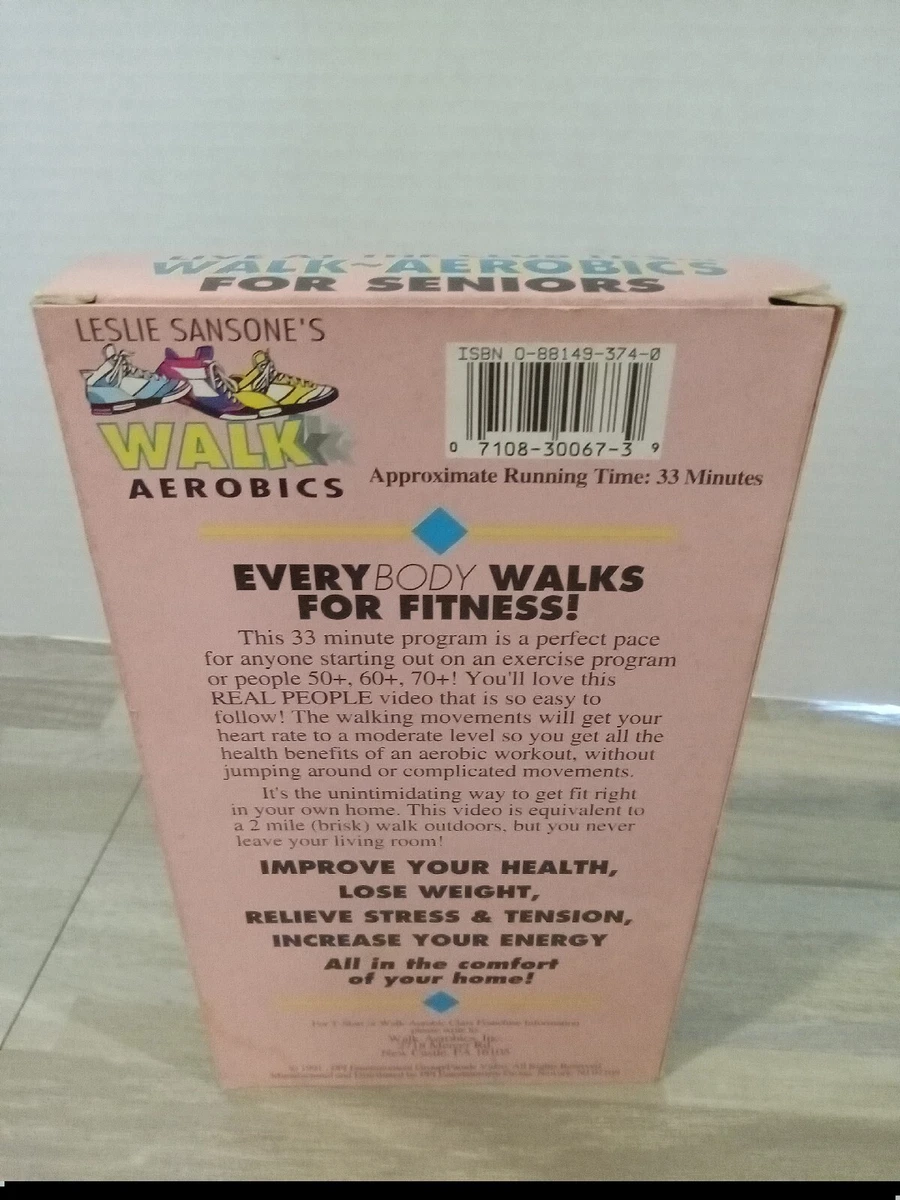 WALK~AEROBICS
FOR SENIORS
LESLIE SANSONE'S
WALK
AEROBICS
ISBN 0-88149-374-0
0 7108-30067-3 9
Approximate Running Time: 33 Minutes
EVERYBODY WALKS
FOR FITNESS!
This 33 minute program is a perfect pace
for anyone starting out on an exercise program
or people 50+, 60+, 70+! You'll love this
REAL PEOPLE video that is so easy to
follow! The walking movements will get your
heart rate to a moderate level so you get all the
health benefits of an aerobic workout, without
jumping around or complicated movements.
It's the unintimidating way to get fit right
in your own home. This video is equivalent to
a 2 mile (brisk) walk outdoors, but you never
leave your living room!
IMPROVE YOUR HEALTH,
LOSE WEIGHT,
RELIEVE STRESS & TENSION,
INCREASE YOUR ENERGY
All in the comfort
of your home!
Walk Aerobics, Inc.
New Castle, PA